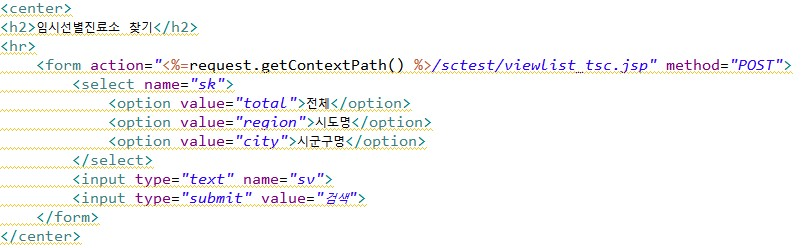 <center>
<h2>임시선별진료소 찾기</h2>
<hr>
<form action="<%=request.getContextPath() %>/sctest/viewlist_tsc.jsp" method="POST">
<select name="sk">
<option value="total">전체</option>
<option value="region">시도명</option>
<option value="city">시군구명</option>
</select>
<input type="text" name="sv">
<input type="submit" value="검색">
</form>
</center>